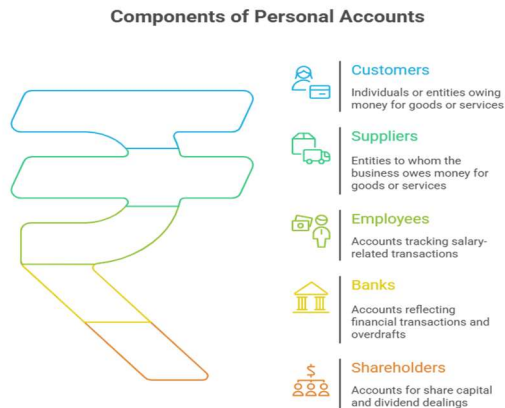 Components of Personal Accounts
Customers
Individuals or entities owing
money for goods or services
Suppliers
Entities to whom the
business owes money for
goods or services
Employees
Accounts tracking salary-
related transactions
Banks
Accounts reflecting
financial transactions and
overdrafts
$
Shareholders
Accounts for share capital
and dividend dealings